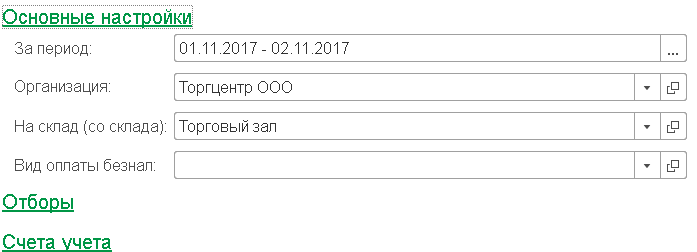 Основные настройки
За период: 01.11.2017 - 02.11.2017 ...
Организация: Торгцентр ООО
На склад (со склада): Торговый зал
Вид оплаты безнал:
Отборы
Счета учета